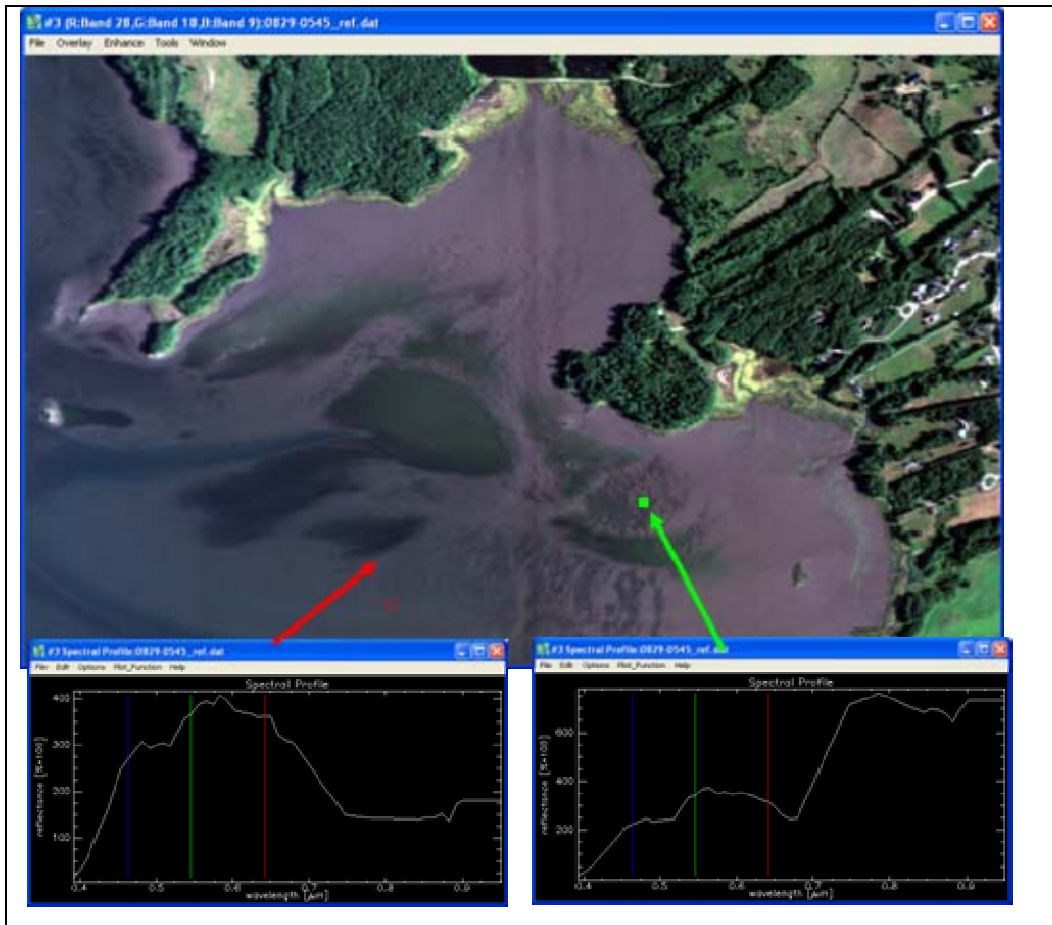 #3 (R:Band 28,G:Band 18,B:Band 9):0829-0545_ref.dat
File Overlay Enhance Tools Window
#3 Spectral Profile:0829-0545_ref.dat
File Edit Options Plot_Function Help
Spectral Profile
reflectance [%*100]
400
300
200
100
0.4 0.5 0.6 0.7 0.8 0.9
wavelength [µm]
#3 Spectral Profile:0829-0545_ref.dat
File Edit Options Plot_Function Help
Spectral Profile
reflectance [%*100]
600
400
200
0.4 0.5 0.6 0.7 0.8 0.9
wavelength [µm]